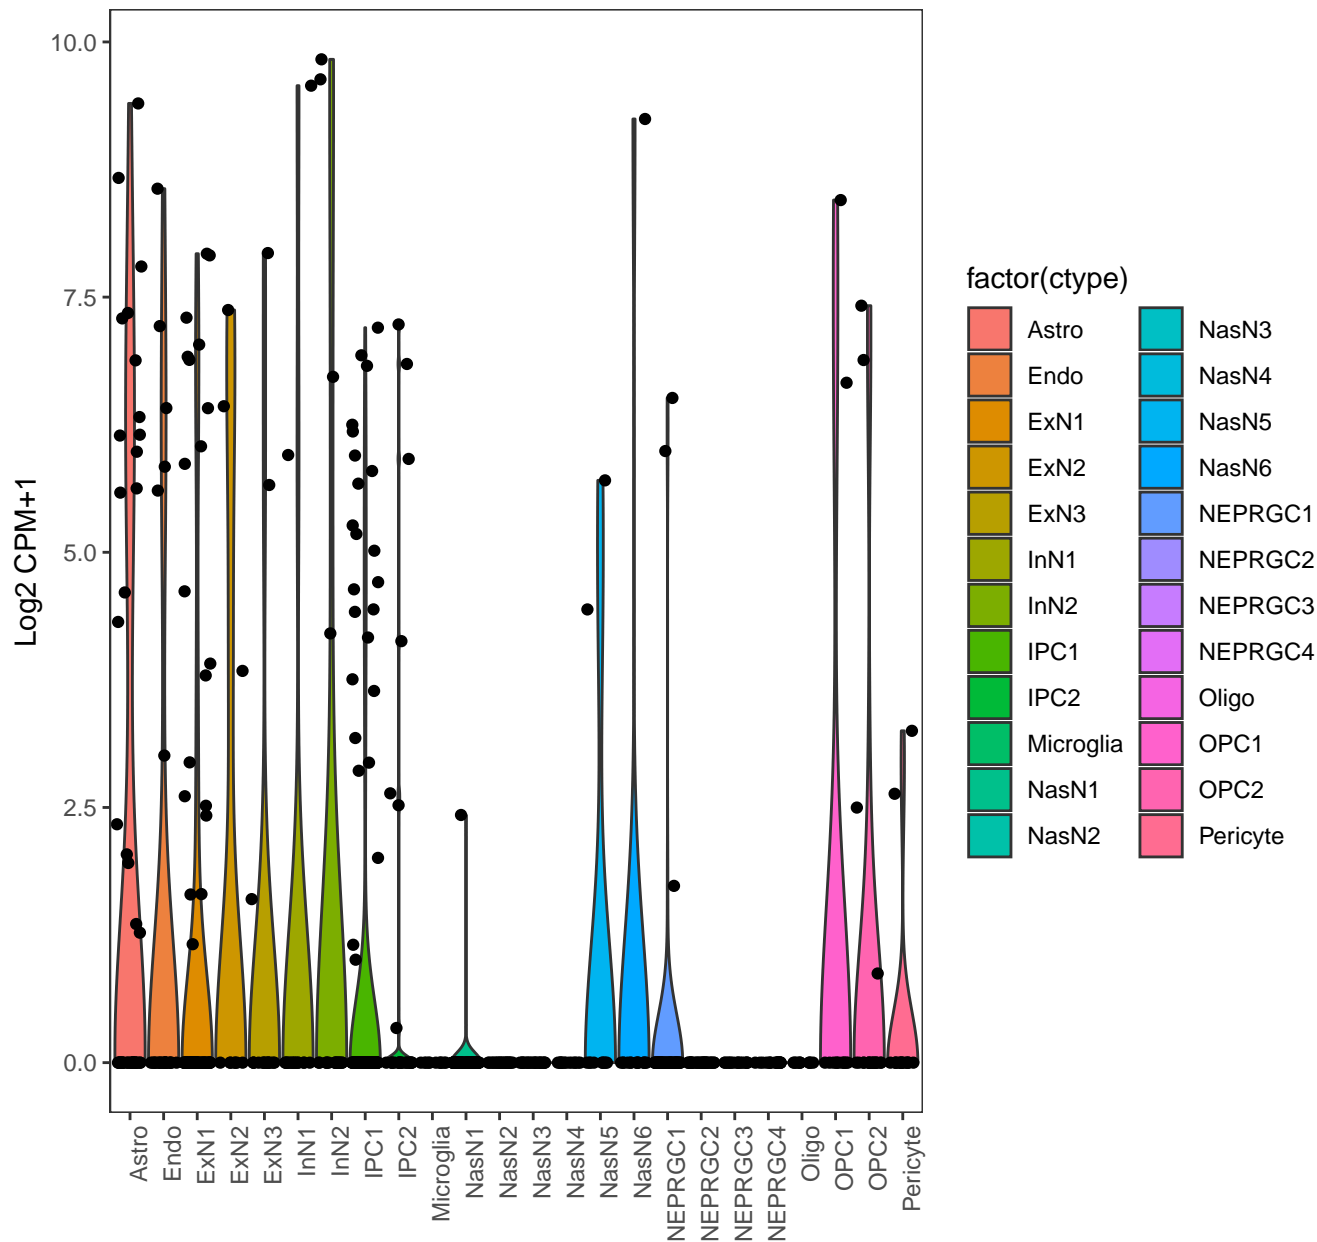 10.0
7.5
5.0
2.5
0.0
Log2 CPM+1
Astro
Endo
ExN1
ExN2
ExN3
InN1
InN2
IPC1
IPC2
Microglia
NasN1
NasN2
NasN3
NasN4
NasN5
NasN6
NEPRGC1
NEPRGC2
NEPRGC3
NEPRGC4
Oligo
OPC1
OPC2
Pericyte
factor(ctype)
Astro
Endo
ExN1
ExN2
ExN3
InN1
InN2
IPC1
IPC2
Microglia
NasN1
NasN2
NasN3
NasN4
NasN5
NasN6
NEPRGC1
NEPRGC2
NEPRGC3
NEPRGC4
Oligo
OPC1
OPC2
Pericyte